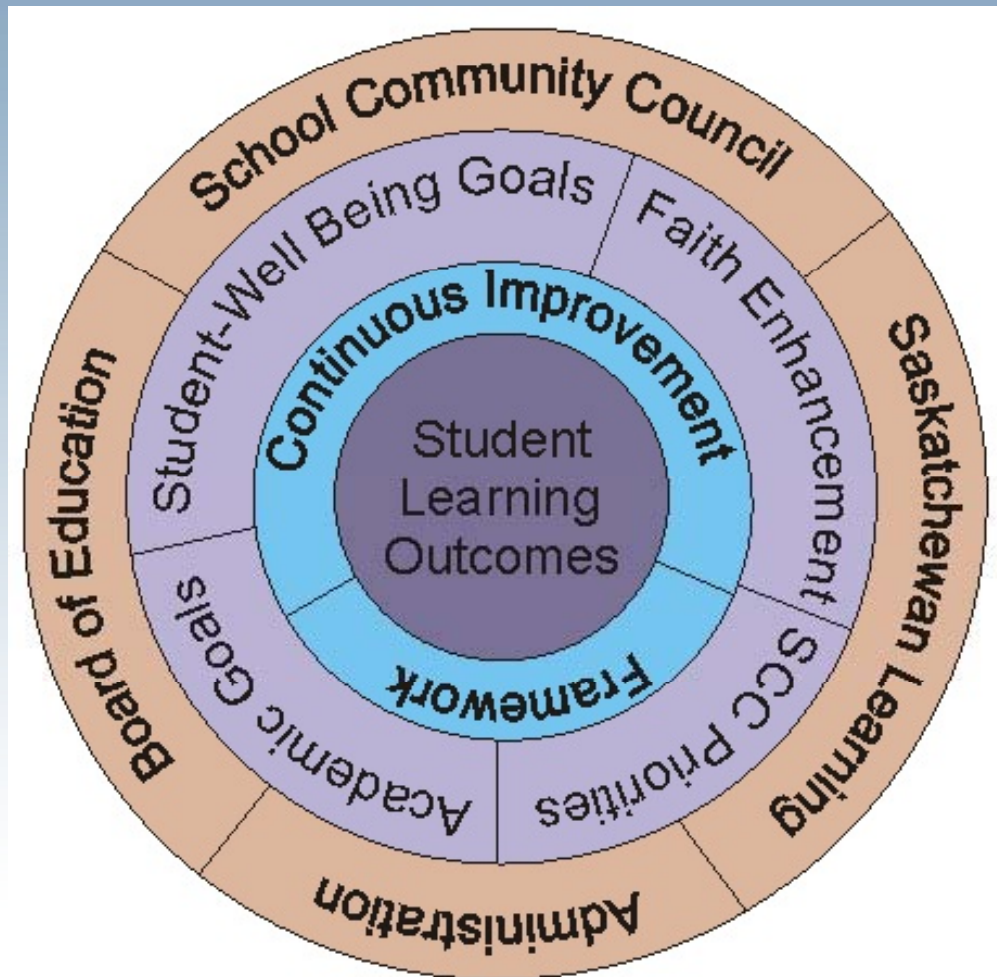 School Community Council
Saskatchewan Learning
Administration
Board of Education
Student-Well Being Goals
Faith Enhancement
SCC Priorities
Academic Goals
Continuous Improvement
Framework
Student
Learning
Outcomes